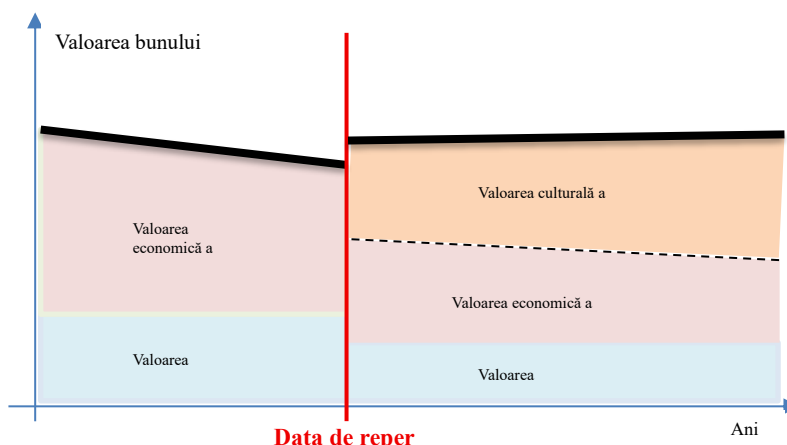 Valoarea bunului
Valoarea culturală a
Valoarea
economică a
Valoarea economică a
Valoarea
Valoarea
Ani
Data de reper